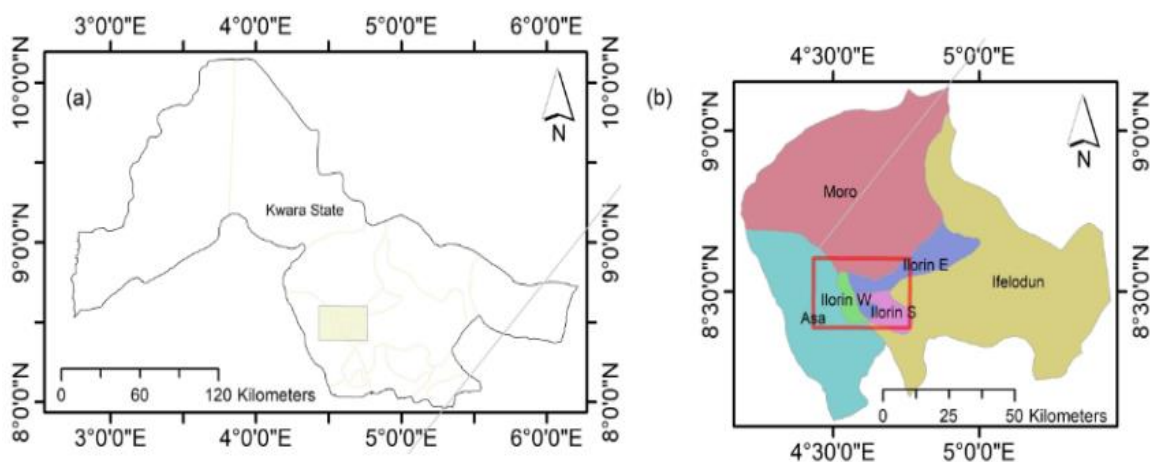 3°0'0"E 4°0'0"E 5°0'0"E 6°0'0"E
(a)
N
10°0'0"N
10°0'0"N
Kwara State
9°0'0"N
9°0'0"N
8°0'0"N
8°0'0"N
0 60 120 Kilometers
3°0'0"E 4°0'0"E 5°0'0"E 6°0'0"E
4°30'0"E 5°0'0"E
(b)
N
9°0'0"N
9°0'0"N
Moro
Ilorin E
Ifelodun
Ilorin W
Ilorin S
Asa
8°30'0"N
8°30'0"N
0 25 50 Kilometers
4°30'0"E 5°0'0"E